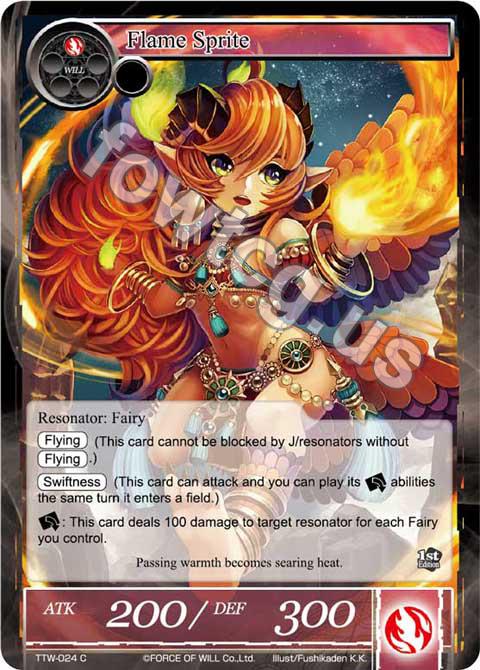 Flame Sprite
WILL
fowtcg.us
Resonator: Fairy
Flying (This card cannot be blocked by J/resonators without
Flying .)
Swiftness (This card can attack and you can play its abilities
the same turn it enters a field.)
: This card deals 100 damage to target resonator for each Fairy
you control.
Passing warmth becomes searing heat.
1st
Edition
ATK 200 / DEF 300
TTW-024 C ©FORCE OF WILL Co.,Ltd. Illust/Fushikaden K.K.